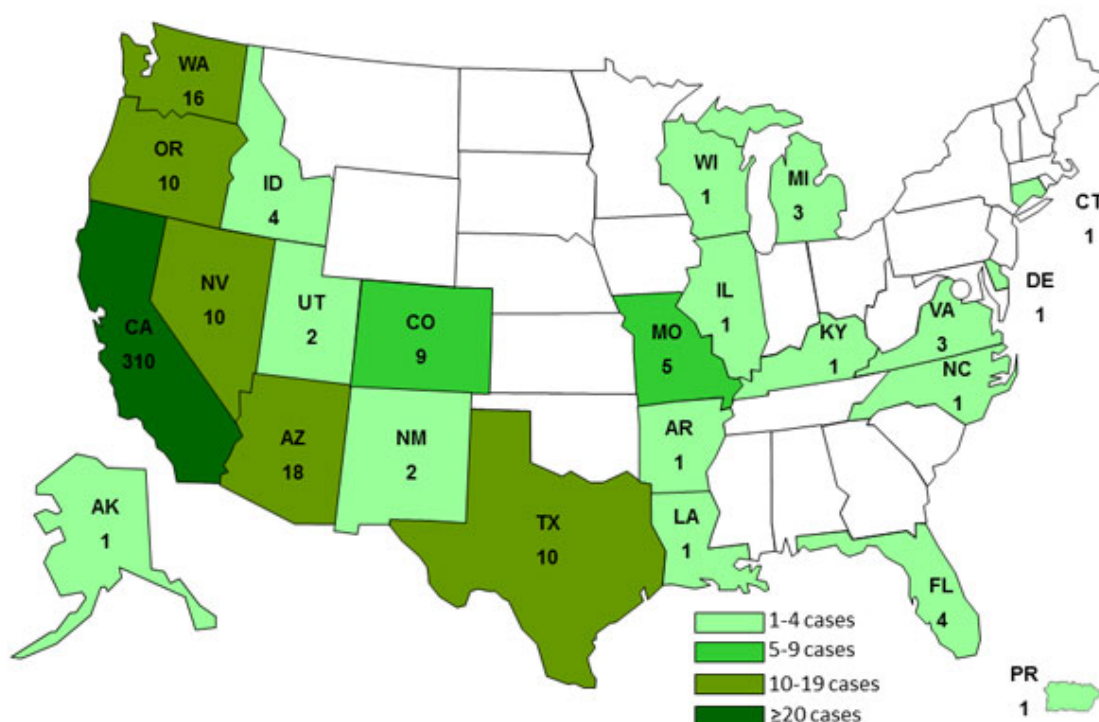 WA
16
OR
10
ID
4
WI
1
MI
3
CT
1
NV
10
UT
2
CO
9
CA
310
MO
5
IL
1
KY
1
VA
3
DE
1
NC
1
AZ
18
NM
2
AR
1
AK
1
TX
10
LA
1
FL
4
1-4 cases
5-9 cases
10-19 cases
≥20 cases
PR
1